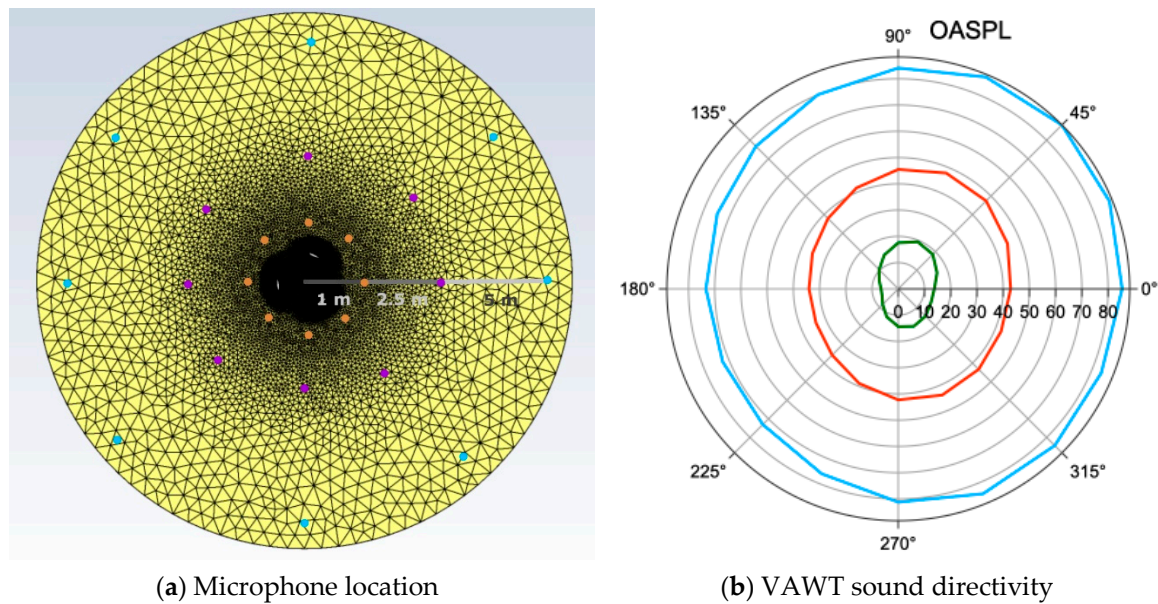 90° OASPL
135° 45°
1 m 2.5 m 5 m
180° 0 10 20 30 40 50 60 70 80 0°
225° 315°
270°
(a) Microphone location
(b) VAWT sound directivity